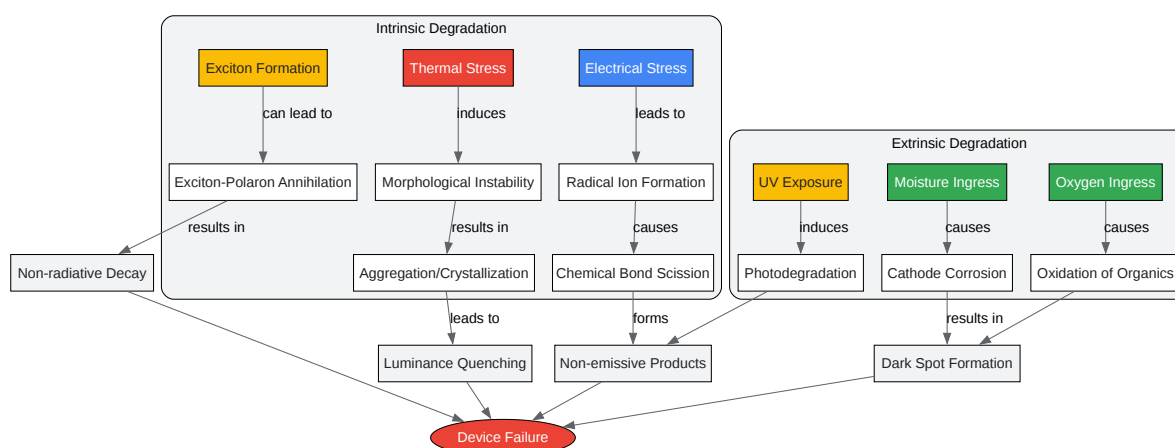 Intrinsic Degradation
Exciton Formation
Thermal Stress
Electrical Stress
can lead to
induces
leads to
Extrinsic Degradation
Exciton-Polaron Annihilation
Morphological Instability
Radical Ion Formation
UV Exposure
Moisture Ingress
Oxygen Ingress
results in
results in
causes
induces
causes
causes
Non-radiative Decay
Aggregation/Crystallization
Chemical Bond Scission
Photodegradation
Cathode Corrosion
Oxidation of Organics
leads to
forms
results in
Luminance Quenching
Non-emissive Products
Dark Spot Formation
Device Failure